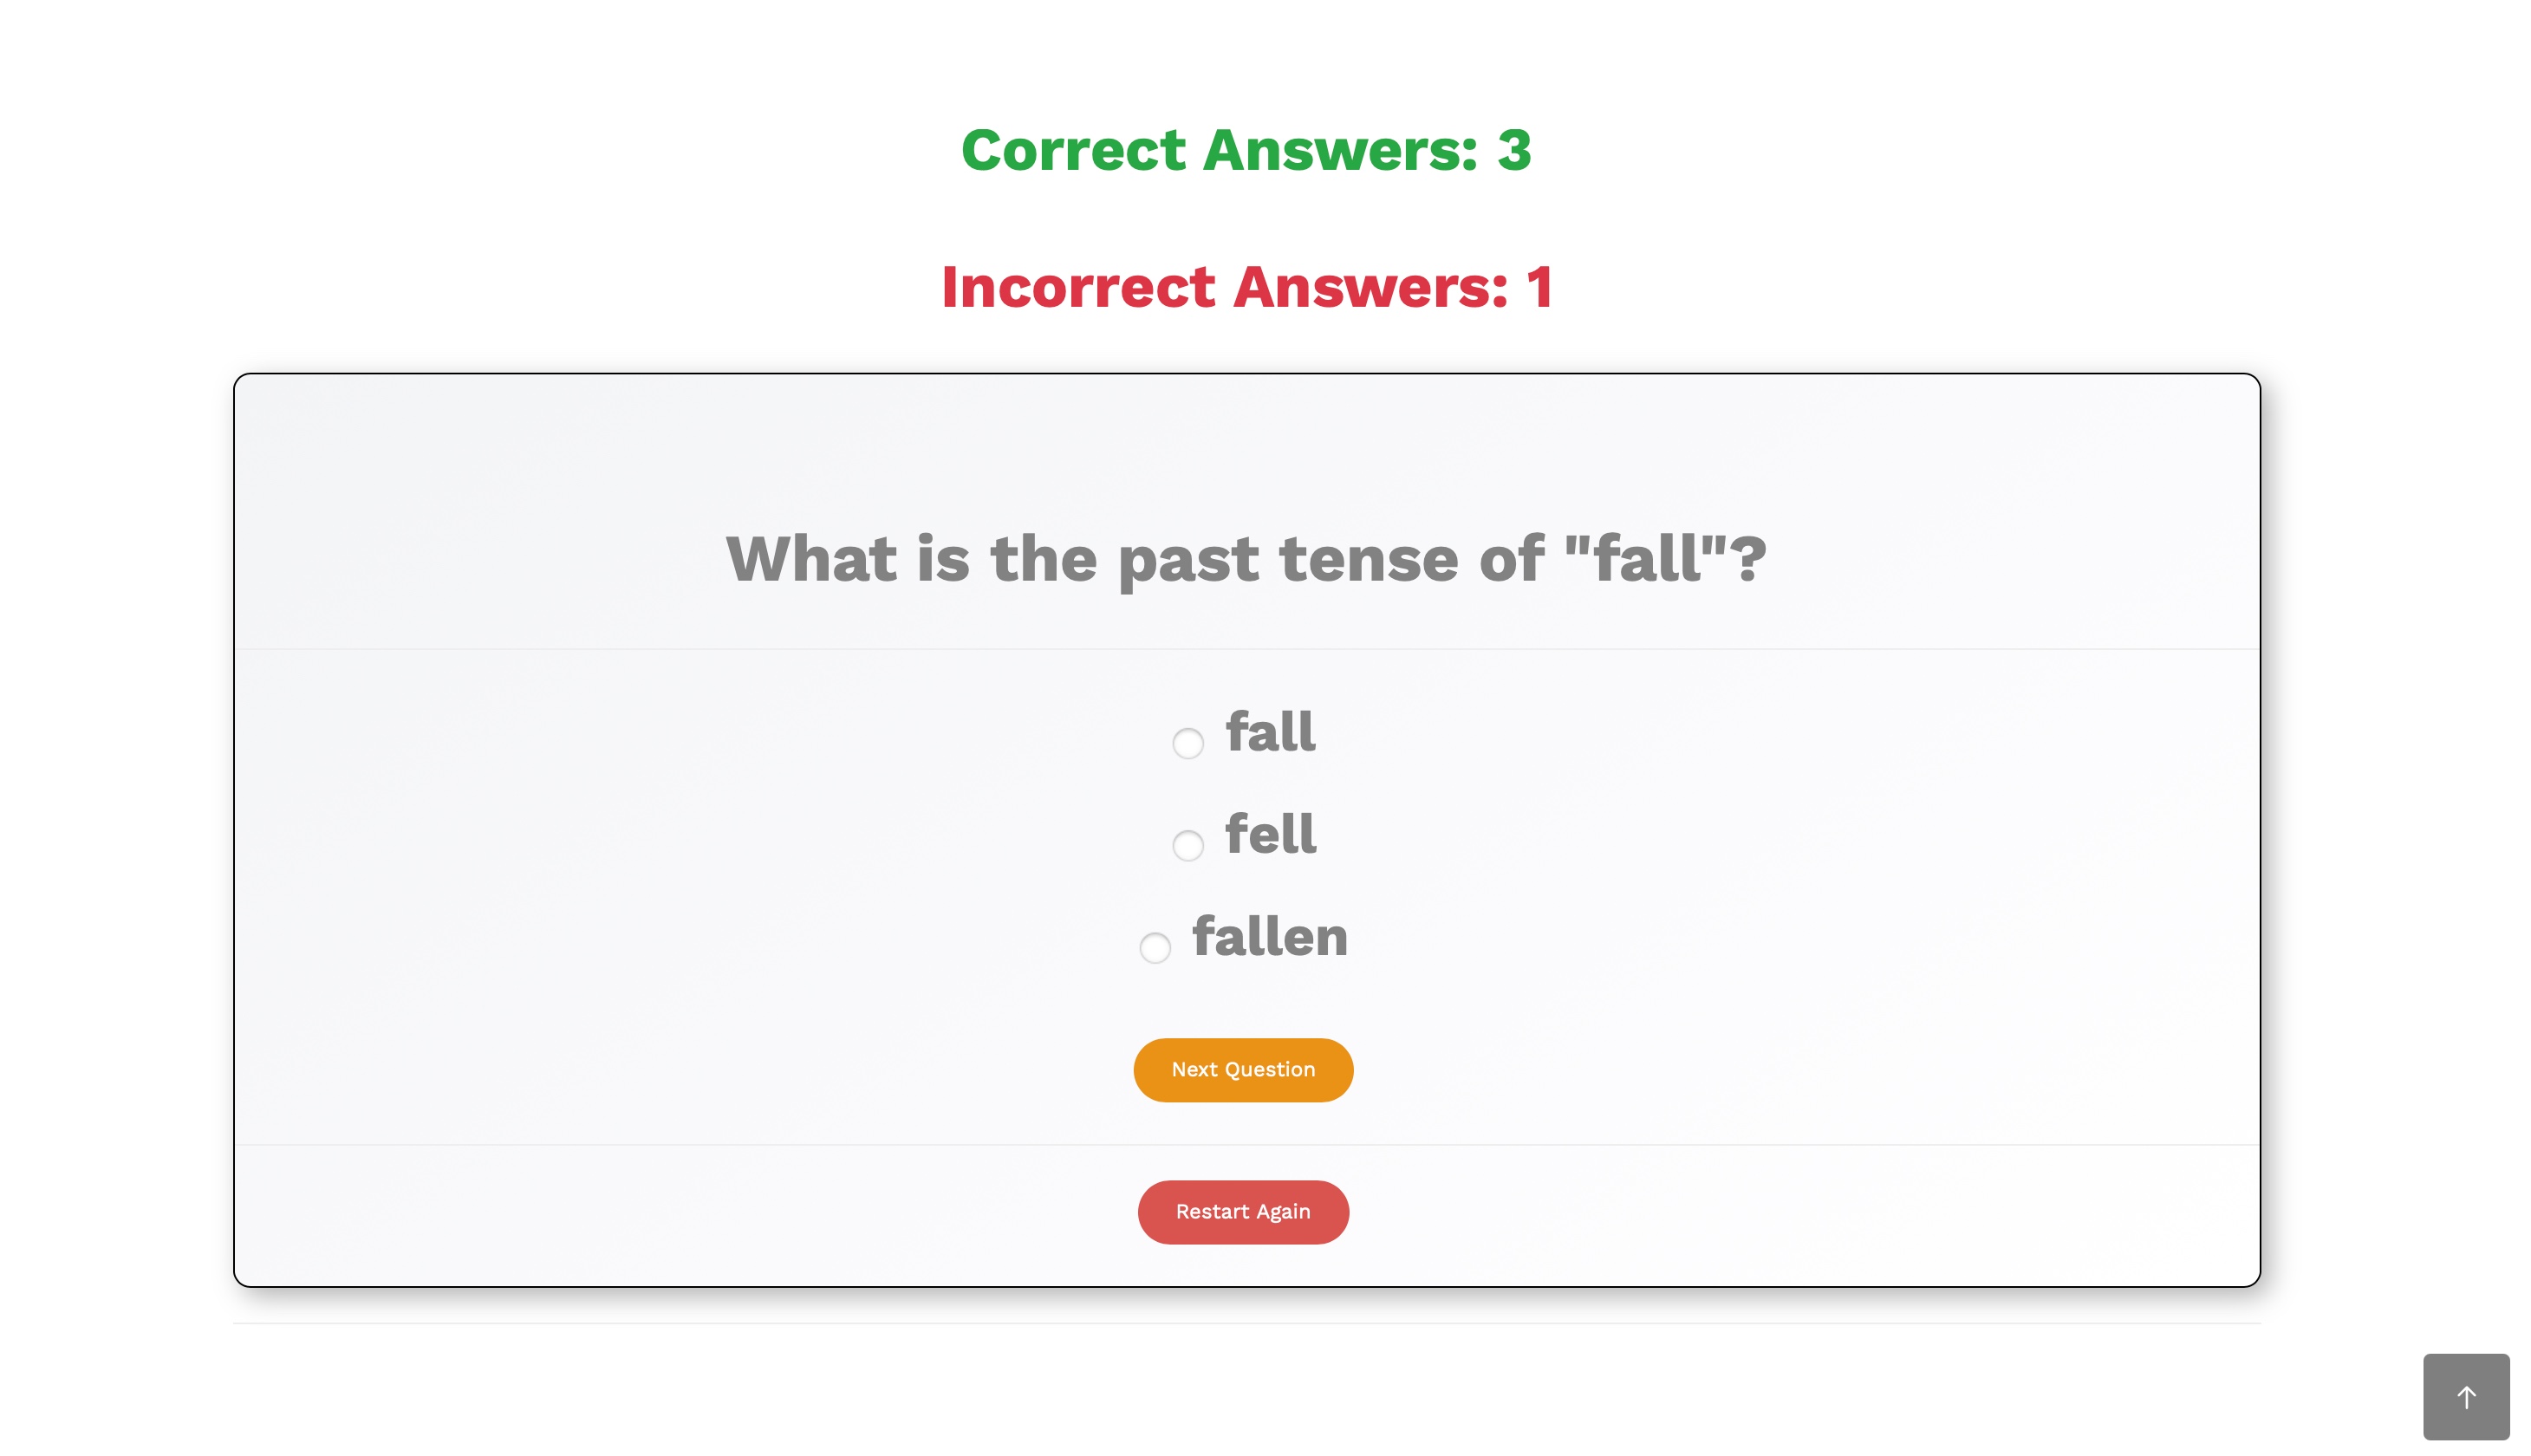 Correct Answers: 3
Incorrect Answers: 1
What is the past tense of "fall"?
fall
fell
fallen
Next Question
Restart Again